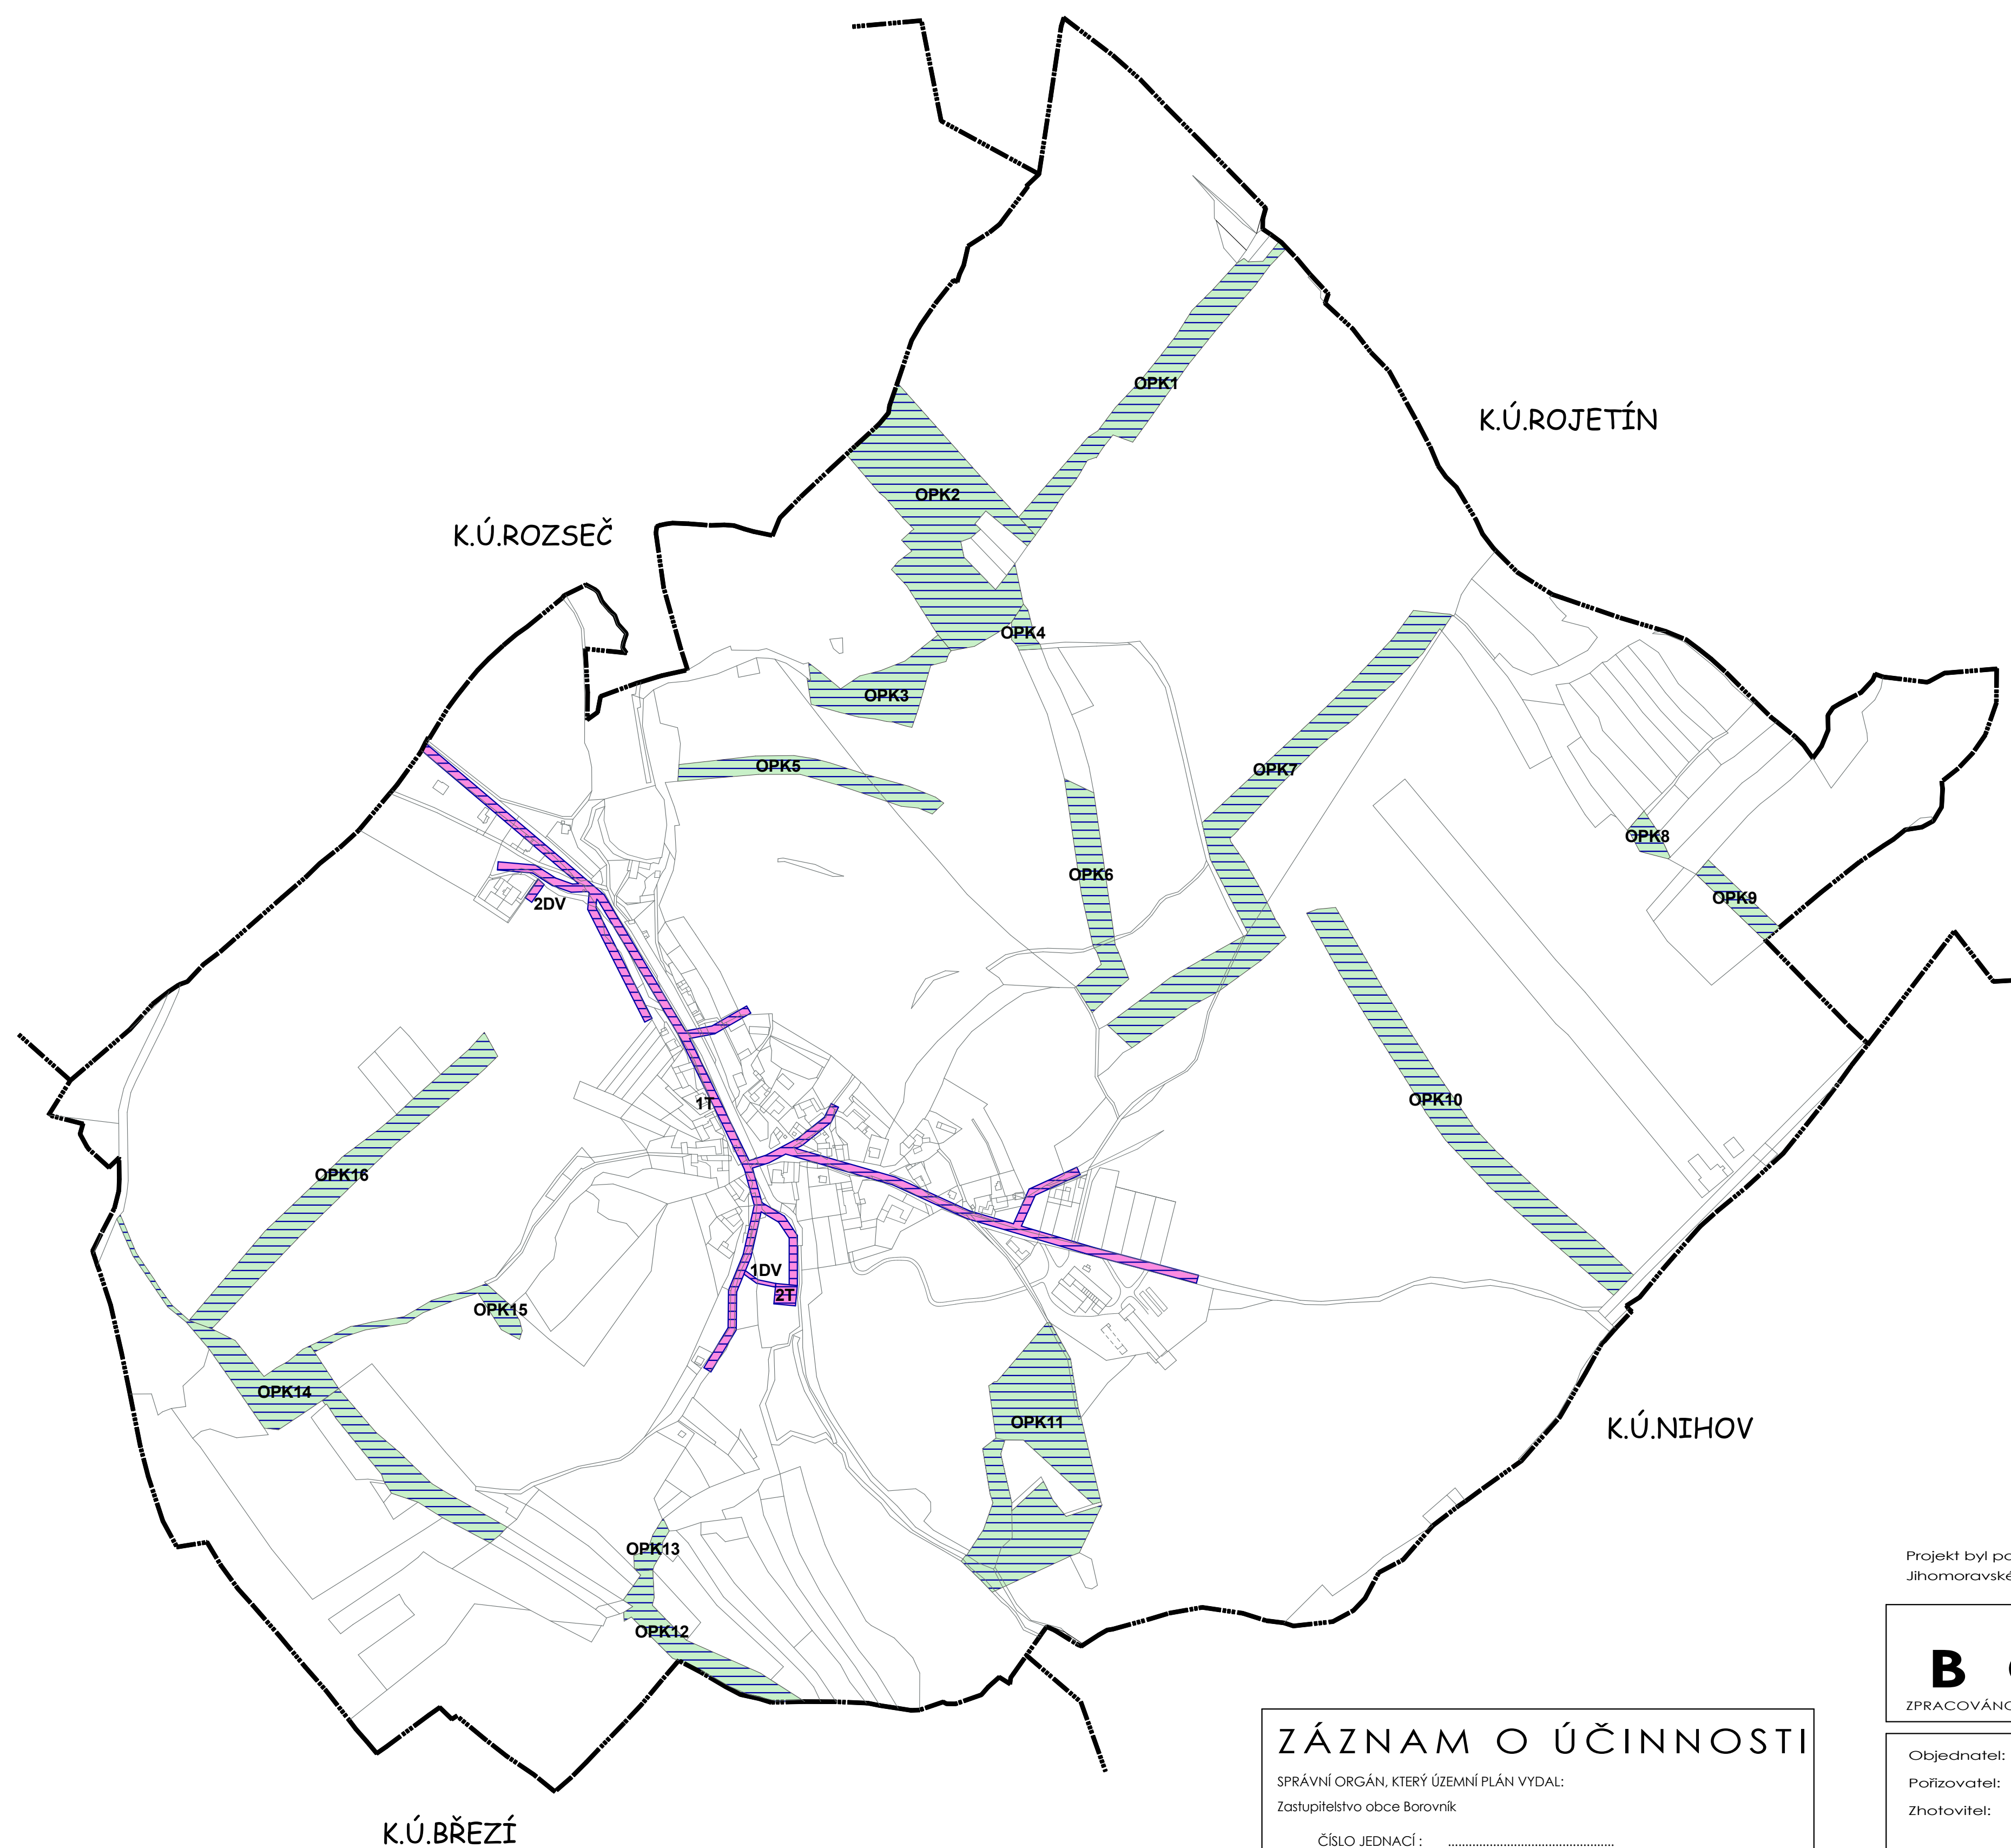 OPK1
K.Ú.ROJETÍN
OPK2
K.Ú.ROZSEČ
OPK4
OPK3
OPK5
OPK7
OPK8
OPK6
OPK9
2DV
OPK10
1T
OPK16
1DV
2T
OPK15
OPK14
OPK11
K.Ú.NIHOV
OPK13
OPK12
Projekt byl
Jihomoravské
B
ZPRACOVÁNO
ZÁZNAM O ÚČINNOSTI
SPRÁVNÍ ORGÁN, KTERÝ ÚZEMNÍ PLÁN VYDAL:
Zastupitelstvo obce Borovník
ČÍSLO JEDNACÍ : ................................................
Objednatel:
Pořizovatel:
Zhotovitel:
K.Ú.BŘEZÍ